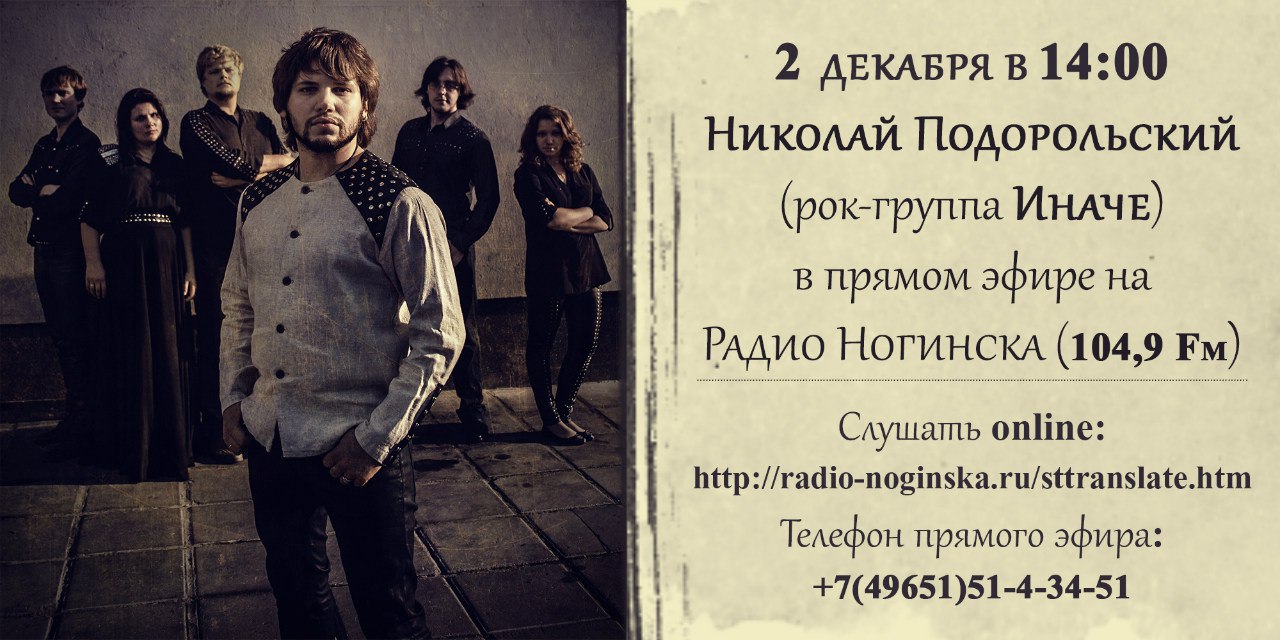 2 декабря в 14:00
Николай Подорольский
(рок-группа Иначе)
в прямом эфире на
Радио Ногинска (104,9 Fм)
Слушать online:
http://radio-noginska.ru/sttranslate.htm
Телефон прямого эфира:
+7(49651)51-4-34-51